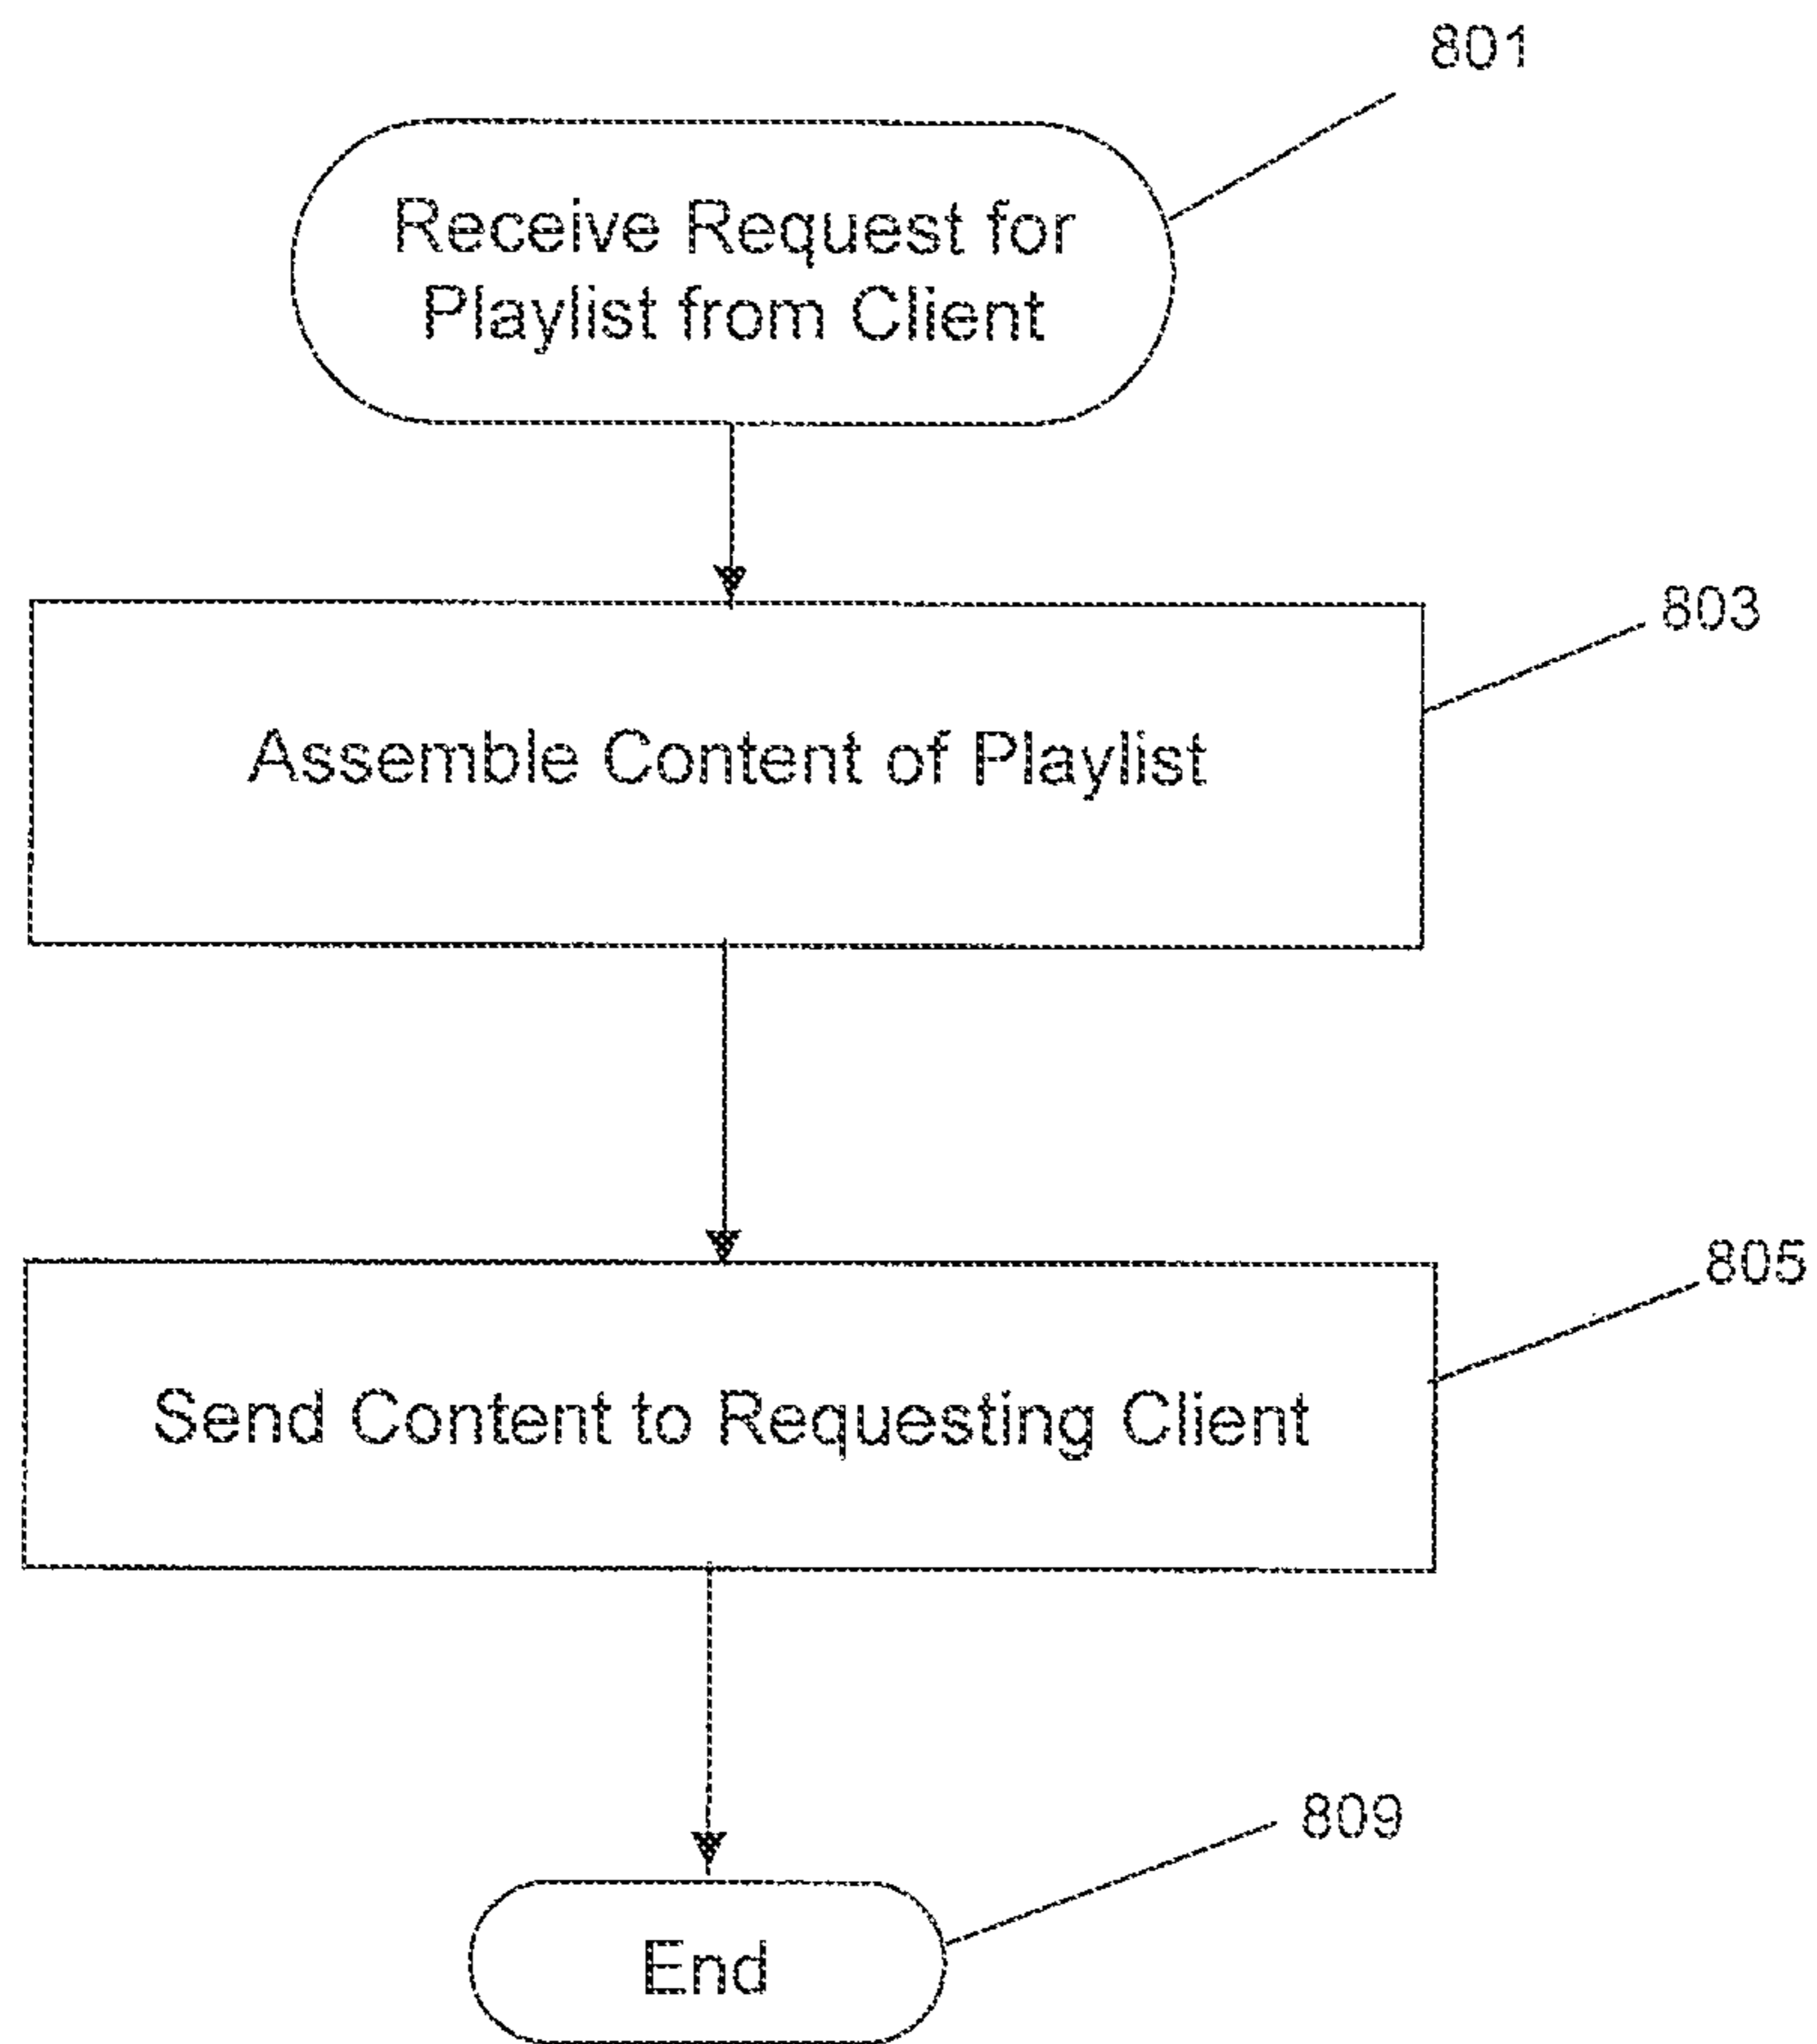 801
Receive Request for
Playlist from Client
803
Assemble Content of Playlist
805
Send Content to Requesting Client
809
End